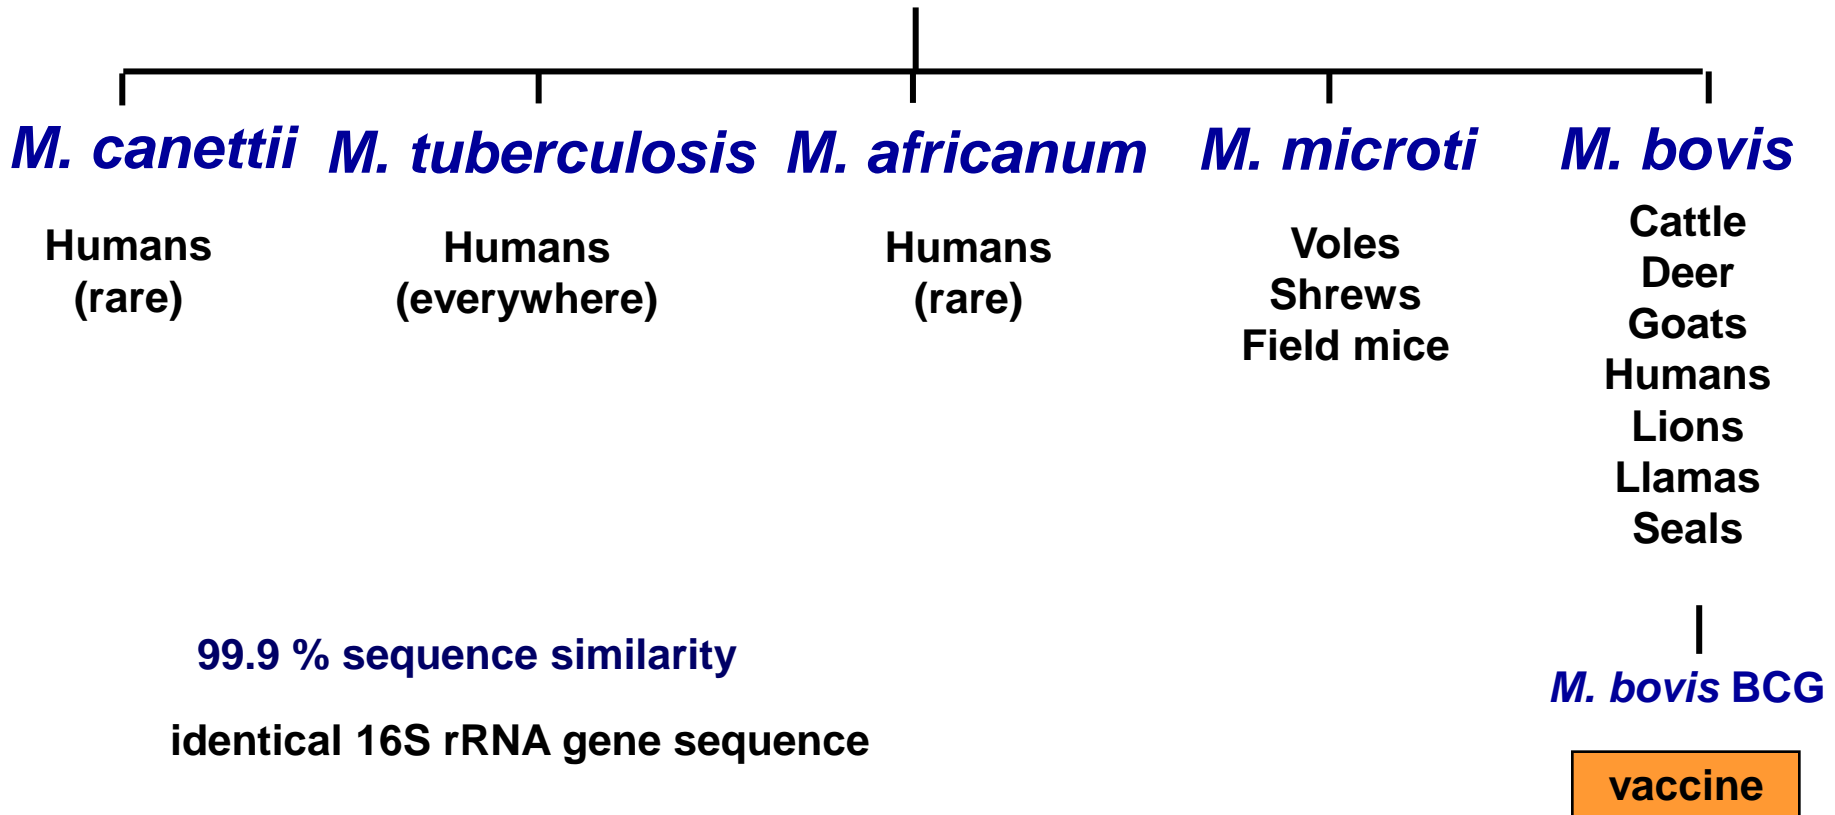 M. canettii
Humans
(rare)
M. tuberculosis
Humans
(everywhere)
M. africanum
Humans
(rare)
M. microti
Voles
Shrews
Field mice
M. bovis
Cattle
Deer
Goats
Humans
Lions
Llamas
Seals
M. bovis BCG
vaccine
99.9 % sequence similarity
identical 16S rRNA gene sequence